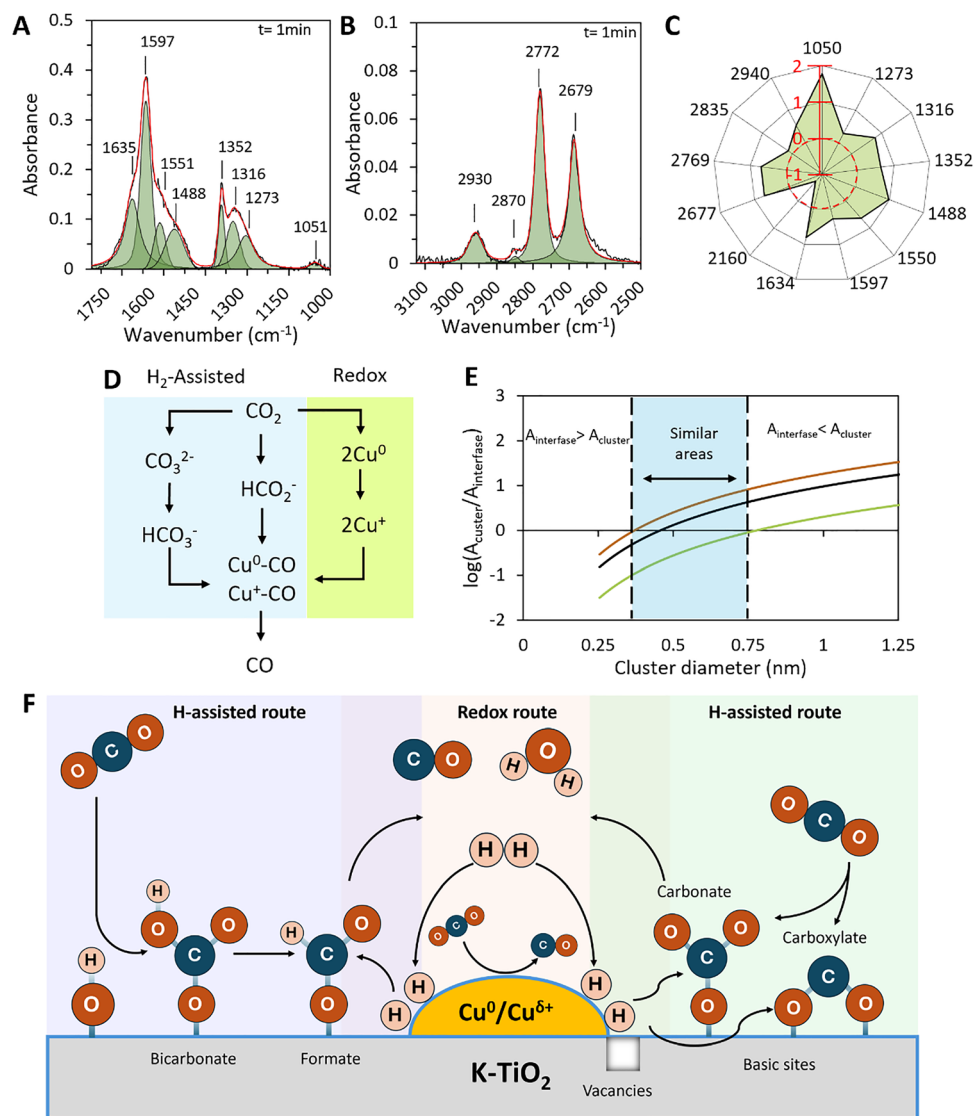 A
t= 1min
0.5
0.4
0.3
0.2
0.1
0
Absorbance
1597
1635
1551
1488
1352
1316
1273
1051
1750
1600
1450
1300
1150
1000
Wavenumber (cm-1)
B
t= 1min
0.1
0.08
0.06
0.04
0.02
0
Absorbance
2772
2679
2930
2870
3100
3000
2900
2800
2700
2600
2500
Wavenumber (cm-1)
C
1050
1273
1316
1352
1488
1550
1597
1634
2160
2677
2769
2835
2940
2
1
0
-1
D
H2-Assisted
Redox
CO2
CO32-
HCO3-
HCO2-
2Cu0
2Cu+
Cu0-CO
Cu+-CO
CO
E
3
2
1
0
-1
-2
log(Acuster/Ainterfase)
Ainterfase> Acluster
Similar
areas
Ainterfase< Acluster
0
0.25
0.5
0.75
1
1.25
Cluster diameter (nm)
F
H-assisted route
Redox route
H-assisted route
O C O
C O
H O H
O C O
H H
Carbonate
Carboxylate
H
O
H
O
C
O
O
H
C
O
O
O C O
C O
H
H
H
H
O
C
O
O
C
O
O
Cu0/Cuδ+
Bicarbonate
Formate
K-TiO2
Vacancies
Basic sites